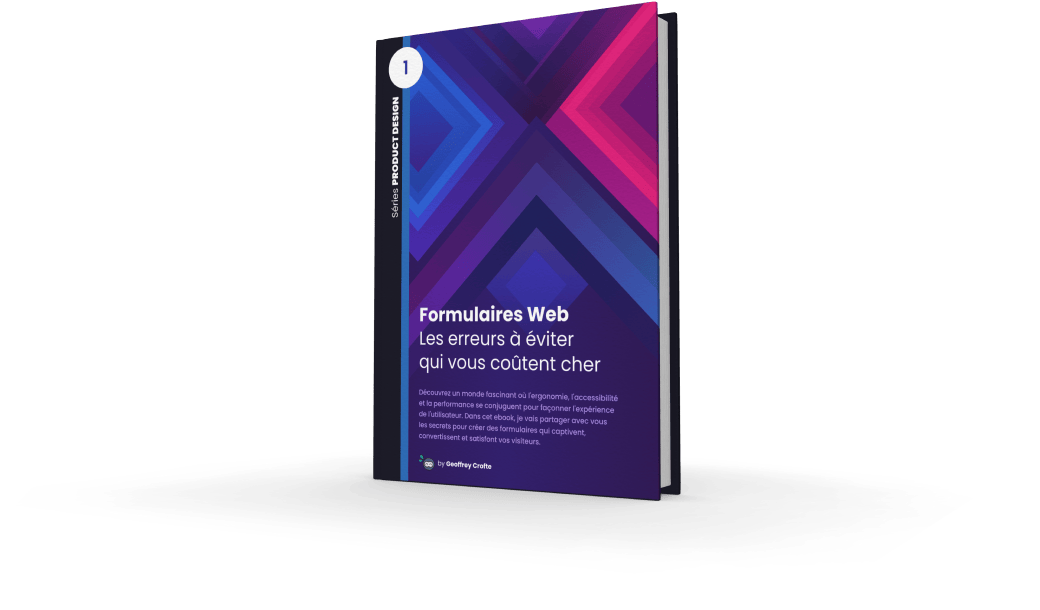 1
Séries PRODUCT DESIGN
Formulaires Web
Les erreurs à éviter
qui vous coûtent cher
Découvrez un monde fascinant où l'ergonomie, l'accessibilité
et la performance se conjuguent pour façonner l'expérience
de l'utilisateur. Dans cet ebook, je vais partager avec vous
les secrets pour créer des formulaires qui captivent,
convertissent et satisfont vos visiteurs.
by Geoffrey Crofte